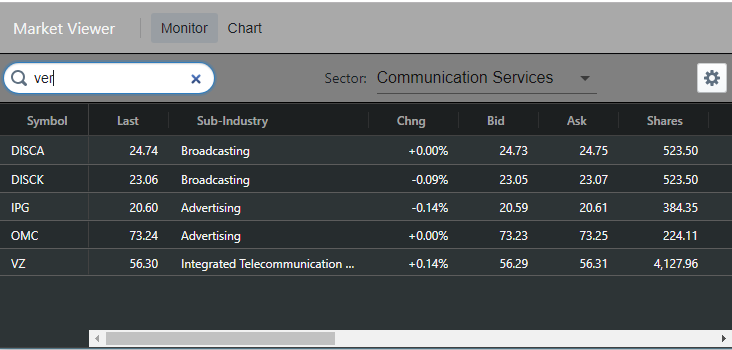 Market Viewer Monitor Chart
ver Sector: Communication Services
Symbol Last Sub-Industry Chng Bid Ask Shares
DISCA 24.74 Broadcasting +0.00% 24.73 24.75 523.50
DISCK 23.06 Broadcasting -0.09% 23.05 23.07 523.50
IPG 20.60 Advertising -0.14% 20.59 20.61 384.35
OMC 73.24 Advertising +0.00% 73.23 73.25 224.11
VZ 56.30 Integrated Telecommunication ... +0.14% 56.29 56.31 4,127.96